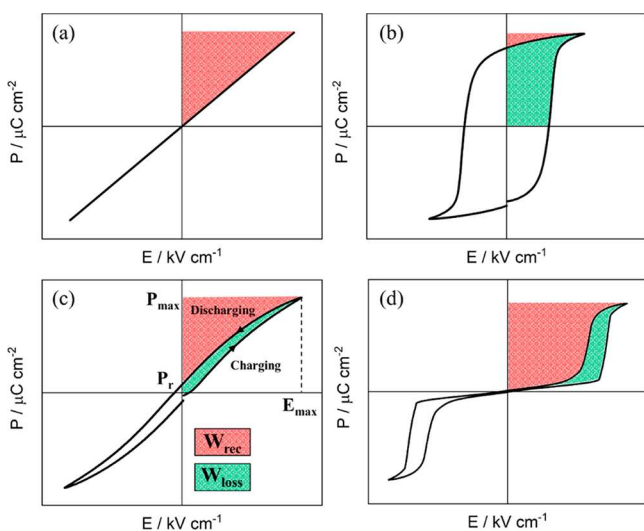 (a)
P / μC cm⁻²
E / kV cm⁻¹
(b)
P / μC cm⁻²
E / kV cm⁻¹
(c)
P / μC cm⁻²
Pmax
Discharging
Charging
Pr
Emax
Wrec
Wloss
E / kV cm⁻¹
(d)
P / μC cm⁻²
E / kV cm⁻¹